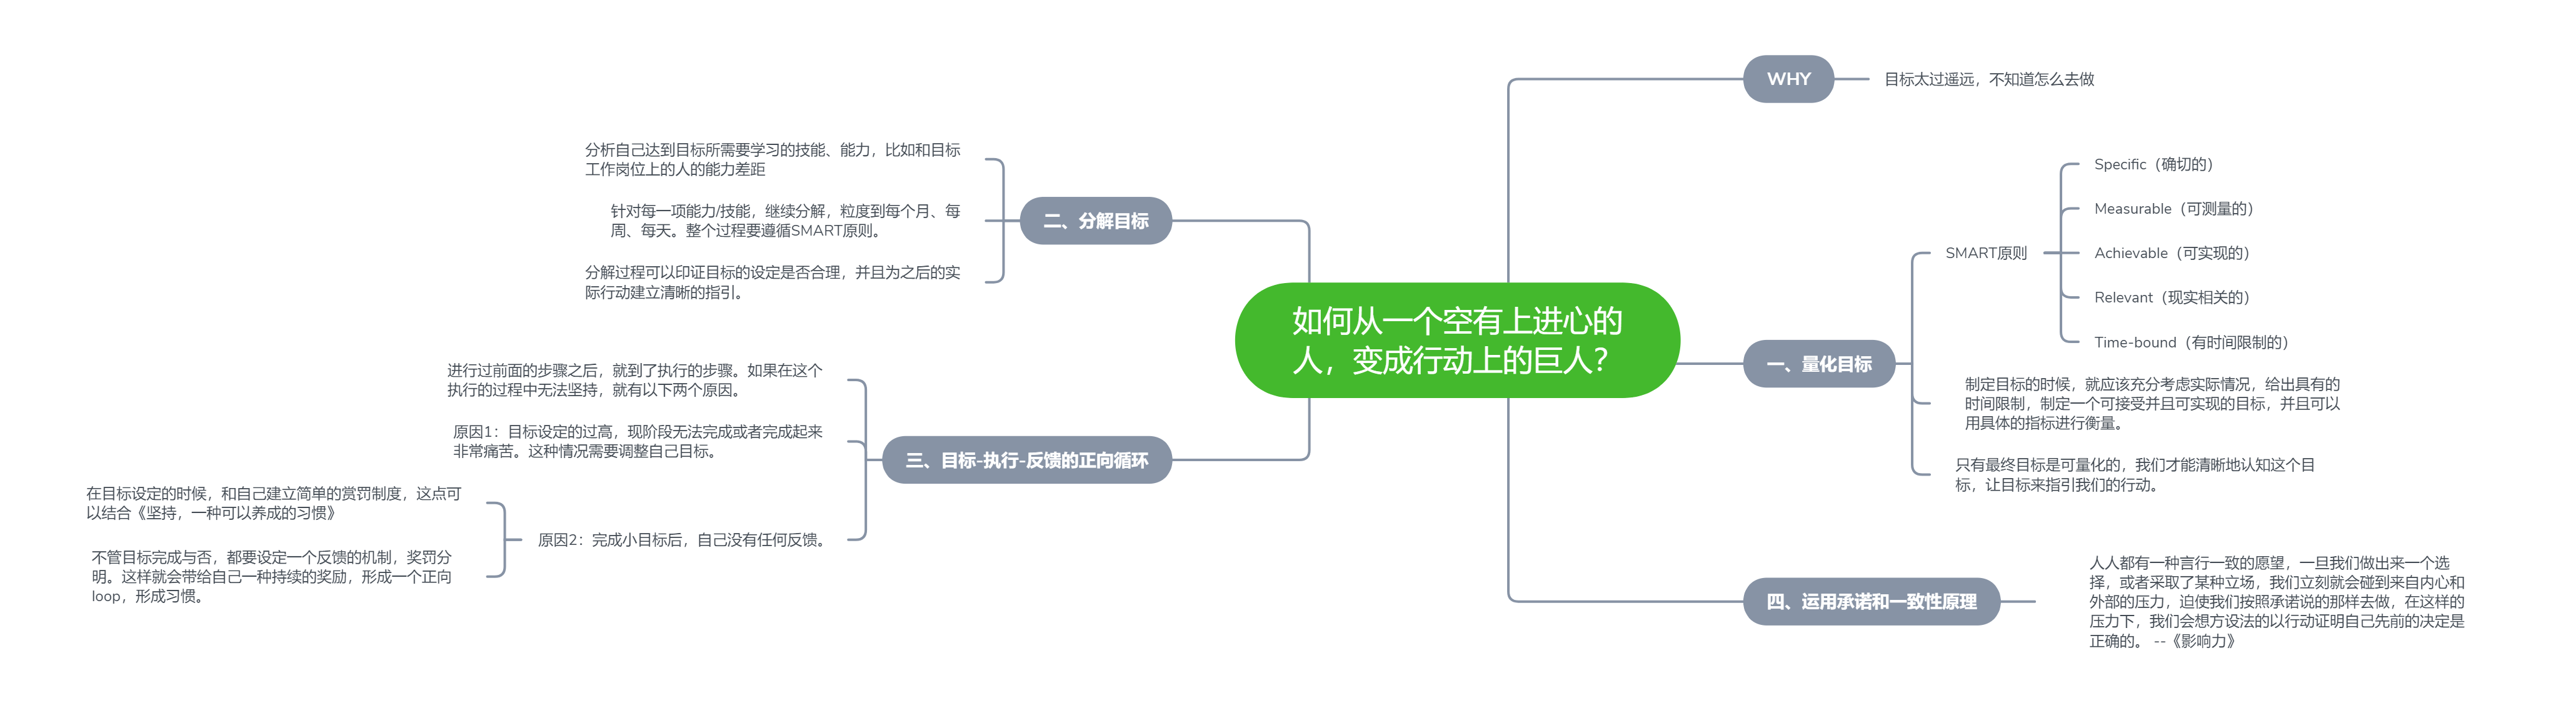 如何从一个空有上进心的
人，变成行动上的巨人？
WHY
目标太过遥远，不知道怎么去做
一、量化目标
SMART原则
Specific（确切的）
Measurable（可测量的）
Achievable（可实现的）
Relevant（现实相关的）
Time-bound（有时间限制的）
制定目标的时候，就应该充分考虑实际情况，给出具有的
时间限制，制定一个可接受并且可实现的目标，并且可以
用具体的指标进行衡量。
只有最终目标是可量化的，我们才能清晰地认知这个目
标，让目标来指引我们的行动。
二、分解目标
分析自己达到目标所需要学习的技能、能力，比如和目标
工作岗位上的人的能力差距
针对每一项能力/技能，继续分解，粒度到每个月、每
周、每天。整个过程要遵循SMART原则。
分解过程可以印证目标的设定是否合理，并且为之后的实
际行动建立清晰的指引。
三、目标-执行-反馈的正向循环
进行过前面的步骤之后，就到了执行的步骤。如果在这个
执行的过程中无法坚持，就有以下两个原因。
原因1：目标设定的过高，现阶段无法完成或者完成起来
非常痛苦。这种情况需要调整自己目标。
原因2：完成小目标后，自己没有任何反馈。
在目标设定的时候，和自己建立简单的赏罚制度，这点可
以结合《坚持，一种可以养成的习惯》
不管目标完成与否，都要设定一个反馈的机制，奖罚分
明。这样就会带给自己一种持续的奖励，形成一个正向
loop，形成习惯。
四、运用承诺和一致性原理
人人都有一种言行一致的愿望，一旦我们做出来一个选
择，或者采取了某种立场，我们立刻就会碰到来自内心和
外部的压力，迫使我们按照承诺说的那样去做，在这样的
压力下，我们会想方设法的以行动证明自己先前的决定是
正确的。 --《影响力》